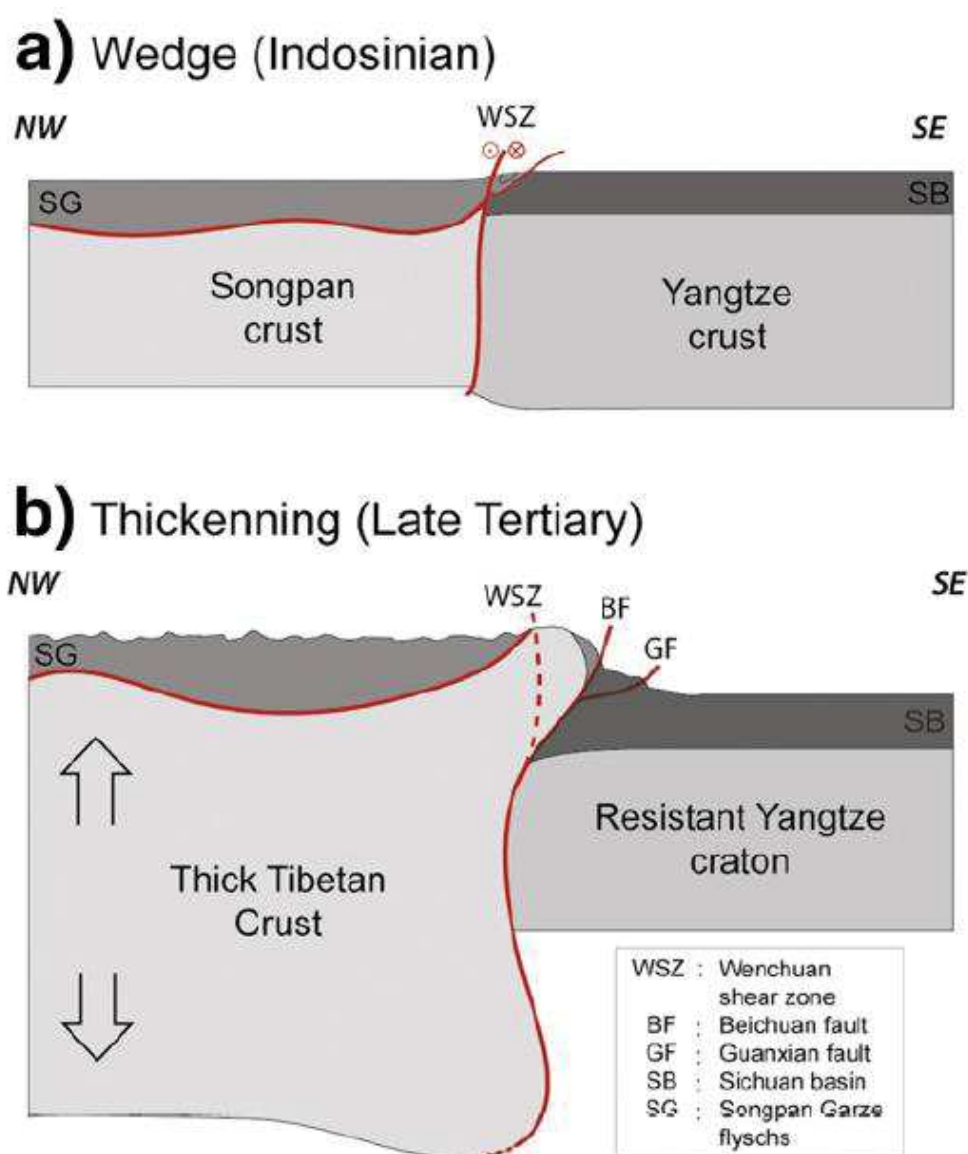 a) Wedge (Indosinian)
NW
WSZ
SE
SG
SB
Songpan
crust
Yangtze
crust
b) Thickenning (Late Tertiary)
NW
WSZ
BF
SE
GF
SG
SB
Resistant Yangtze
craton
Thick Tibetan
Crust
WSZ : Wenchuan
shear zone
BF : Beichuan fault
GF : Guanxian fault
SB : Sichuan basin
SG : Songpan Garze
flyschs